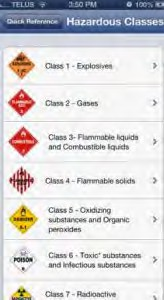 TELUS 3:50 PM 100%
Quick Reference Hazardous Classes
Class 1 - Explosives
Class 2 - Gases
Class 3- Flammable liquids
and Combustible liquids
Class 4 - Flammable solids
Class 5 - Oxidizing
substances and Organic
peroxides
POISON
Class 6 - Toxic* substances
and Infectious substances
Class 7 - Radioactive